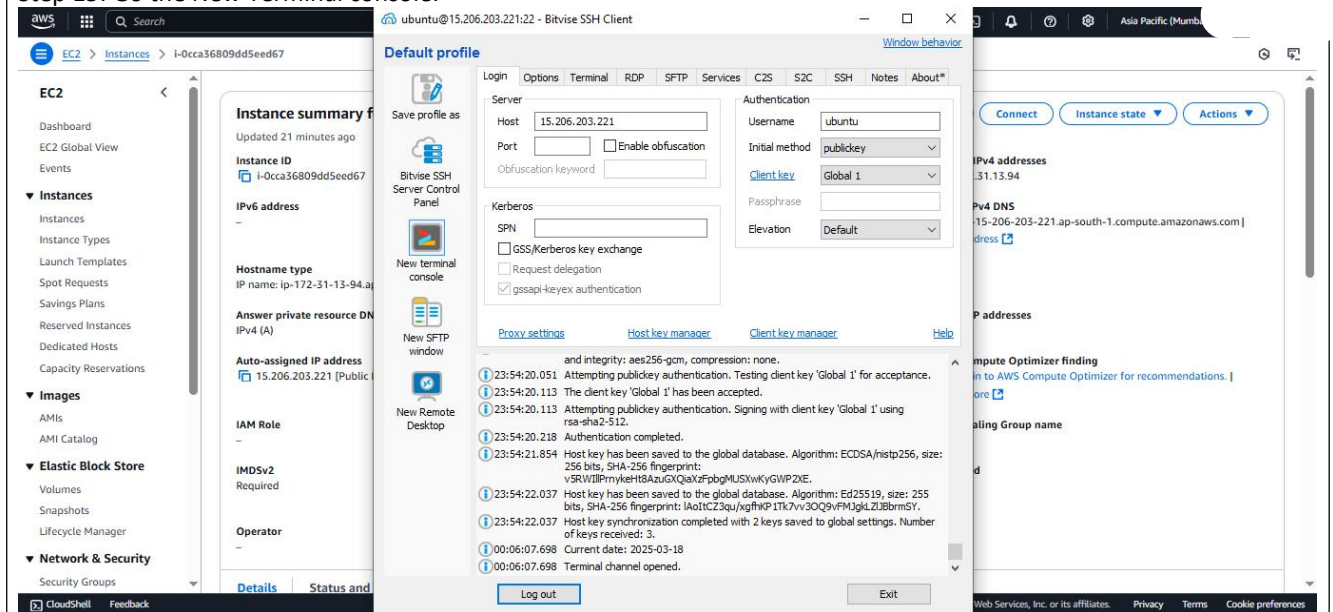 Step 13: Go the New Terminal console.
aws
Search
Asia Pacific (Mumb
EC2 > Instances > i-0cca36809dd5eed67
EC2
Dashboard
EC2 Global View
Events
Instances
Instances
Instance Types
Launch Templates
Spot Requests
Savings Plans
Reserved Instances
Dedicated Hosts
Capacity Reservations
Images
AMIs
AMI Catalog
Elastic Block Store
Volumes
Snapshots
Lifecycle Manager
Network & Security
Security Groups
CloudShell Feedback
Instance summary f
Updated 21 minutes ago
Instance ID
i-0cca36809dd5eed67
IPv6 address
–
Hostname type
IP name: ip-172-31-13-94.a
Answer private resource DN
IPv4 (A)
Auto-assigned IP address
15.206.203.221 [Public I
IAM Role
–
IMDSv2
Required
Operator
–
Details Status and
ubuntu@15.206.203.221:22 - Bitvise SSH Client
Default profile
Window behavior
Save profile as
Bitvise SSH
Server Control
Panel
New terminal
console
New SFTP
window
New Remote
Desktop
Login Options Terminal RDP SFTP Services C2S S2C SSH Notes About*
Server
Host 15.206.203.221
Port Enable obfuscation
Obfuscation keyword
Kerberos
SPN
GSS/Kerberos key exchange
Request delegation
gssapi-keyex authentication
Authentication
Username ubuntu
Initial method publickey
Client key Global 1
Passphrase
Elevation Default
Proxy settings Host key manager Client key manager Help
and integrity: aes256-gcm, compression: none.
23:54:20.051 Attempting publickey authentication. Testing client key 'Global 1' for acceptance.
23:54:20.113 The client key 'Global 1' has been accepted.
23:54:20.113 Attempting publickey authentication. Signing with client key 'Global 1' using
rsa-sha2-512.
23:54:20.218 Authentication completed.
23:54:21.854 Host key has been saved to the global database. Algorithm: ECDSA/nistp256, size:
256 bits, SHA-256 fingerprint:
23:54:22.037 Host key has been saved to the global database. Algorithm: Ed25519, size: 255
bits, SHA-256 fingerprint:
23:54:22.037 Host key synchronization completed with 2 keys saved to global settings. Number
of keys received: 3.
00:06:07.698 Current date: 2025-03-18
00:06:07.698 Terminal channel opened.
Log out Exit
Connect Instance state Actions
IPv4 addresses
.31.13.94
Pv4 DNS
-15-206-203-221.ap-south-1.compute.amazonaws.com |
dress
P addresses
mpute Optimizer finding
in to AWS Compute Optimizer for recommendations. |
ore
aling Group name
d
Web Services, Inc. or its affiliates. Privacy Terms Cookie preferences